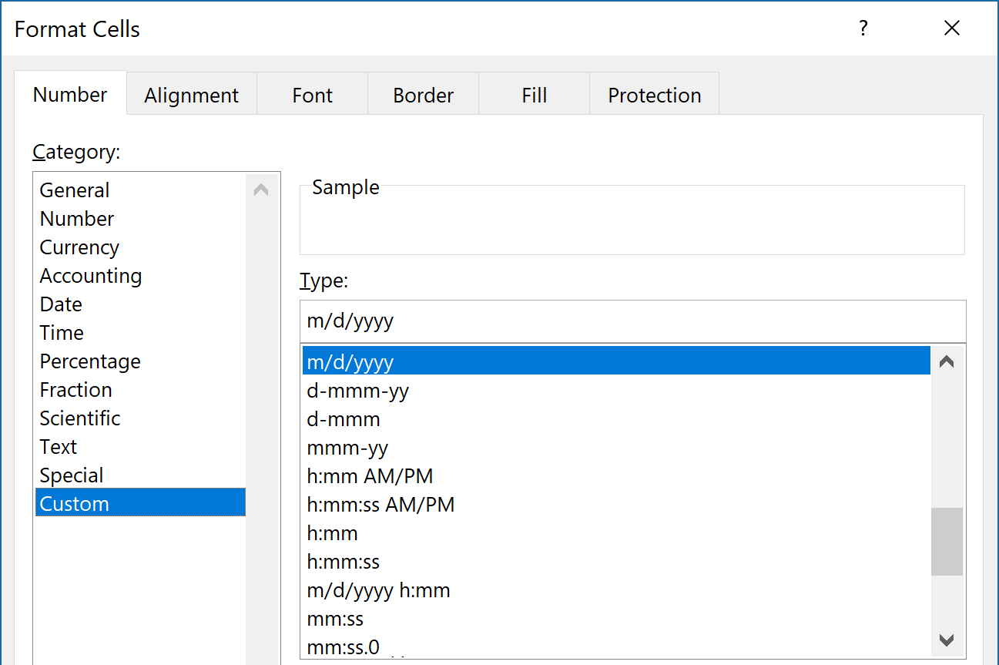 Format Cells
?
Number Alignment Font Border Fill Protection
Category:
General
Number
Currency
Accounting
Date
Time
Percentage
Fraction
Scientific
Text
Special
Custom
Sample
Type:
m/d/yyyy
m/d/yyyy
d-mmm-yy
d-mmm
mmm-yy
h:mm AM/PM
h:mm:ss AM/PM
h:mm
h:mm:ss
m/d/yyyy h:mm
mm:ss
mm:ss.0